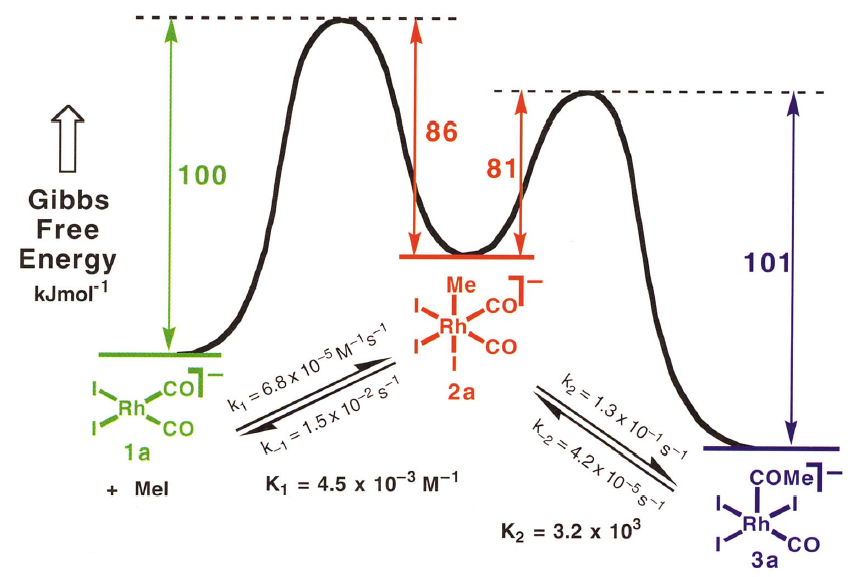 100
86
81
101
Gibbs
Free
Energy
kJmol⁻¹
Me
I CO ⁻
Rh
I CO
I
2a
I CO ⁻
Rh
I CO
1a
+ MeI
k₁ = 6.8 x 10⁻⁵ M⁻¹s⁻¹
k₋₁ = 1.5 x 10⁻² s⁻¹
K₁ = 4.5 x 10⁻³ M⁻¹
k₂ = 1.3 x 10⁻¹ s⁻¹
k₋₂ = 4.2 x 10⁻⁵ s⁻¹
K₂ = 3.2 x 10³
COMe ⁻
I I
Rh
I CO
3a